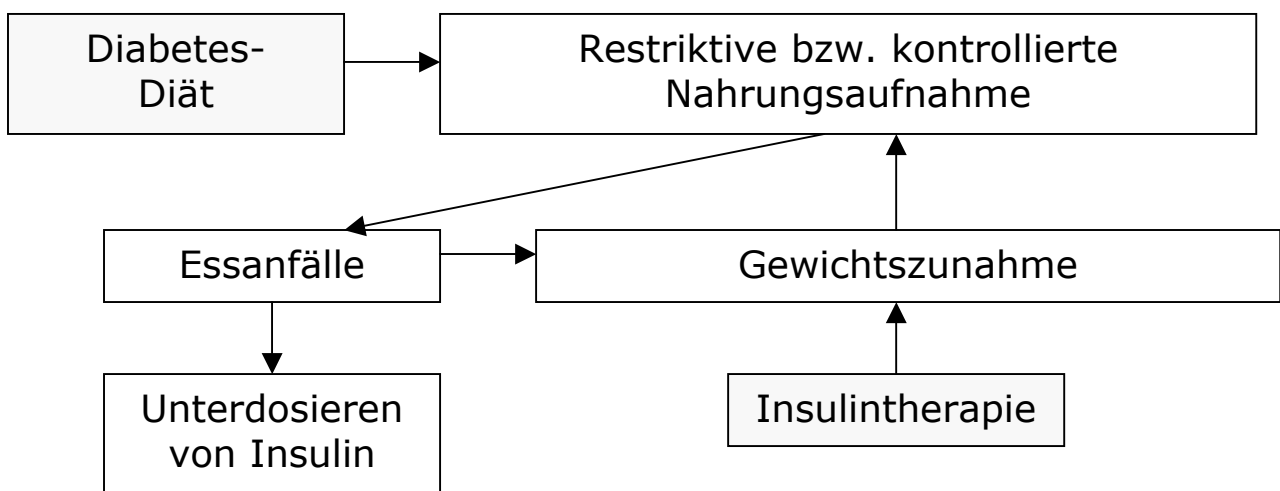 Diabetes-
Diät
Restriktive bzw. kontrollierte
Nahrungsaufnahme
Essanfälle
Gewichtszunahme
Unterdosieren
von Insulin
Insulintherapie